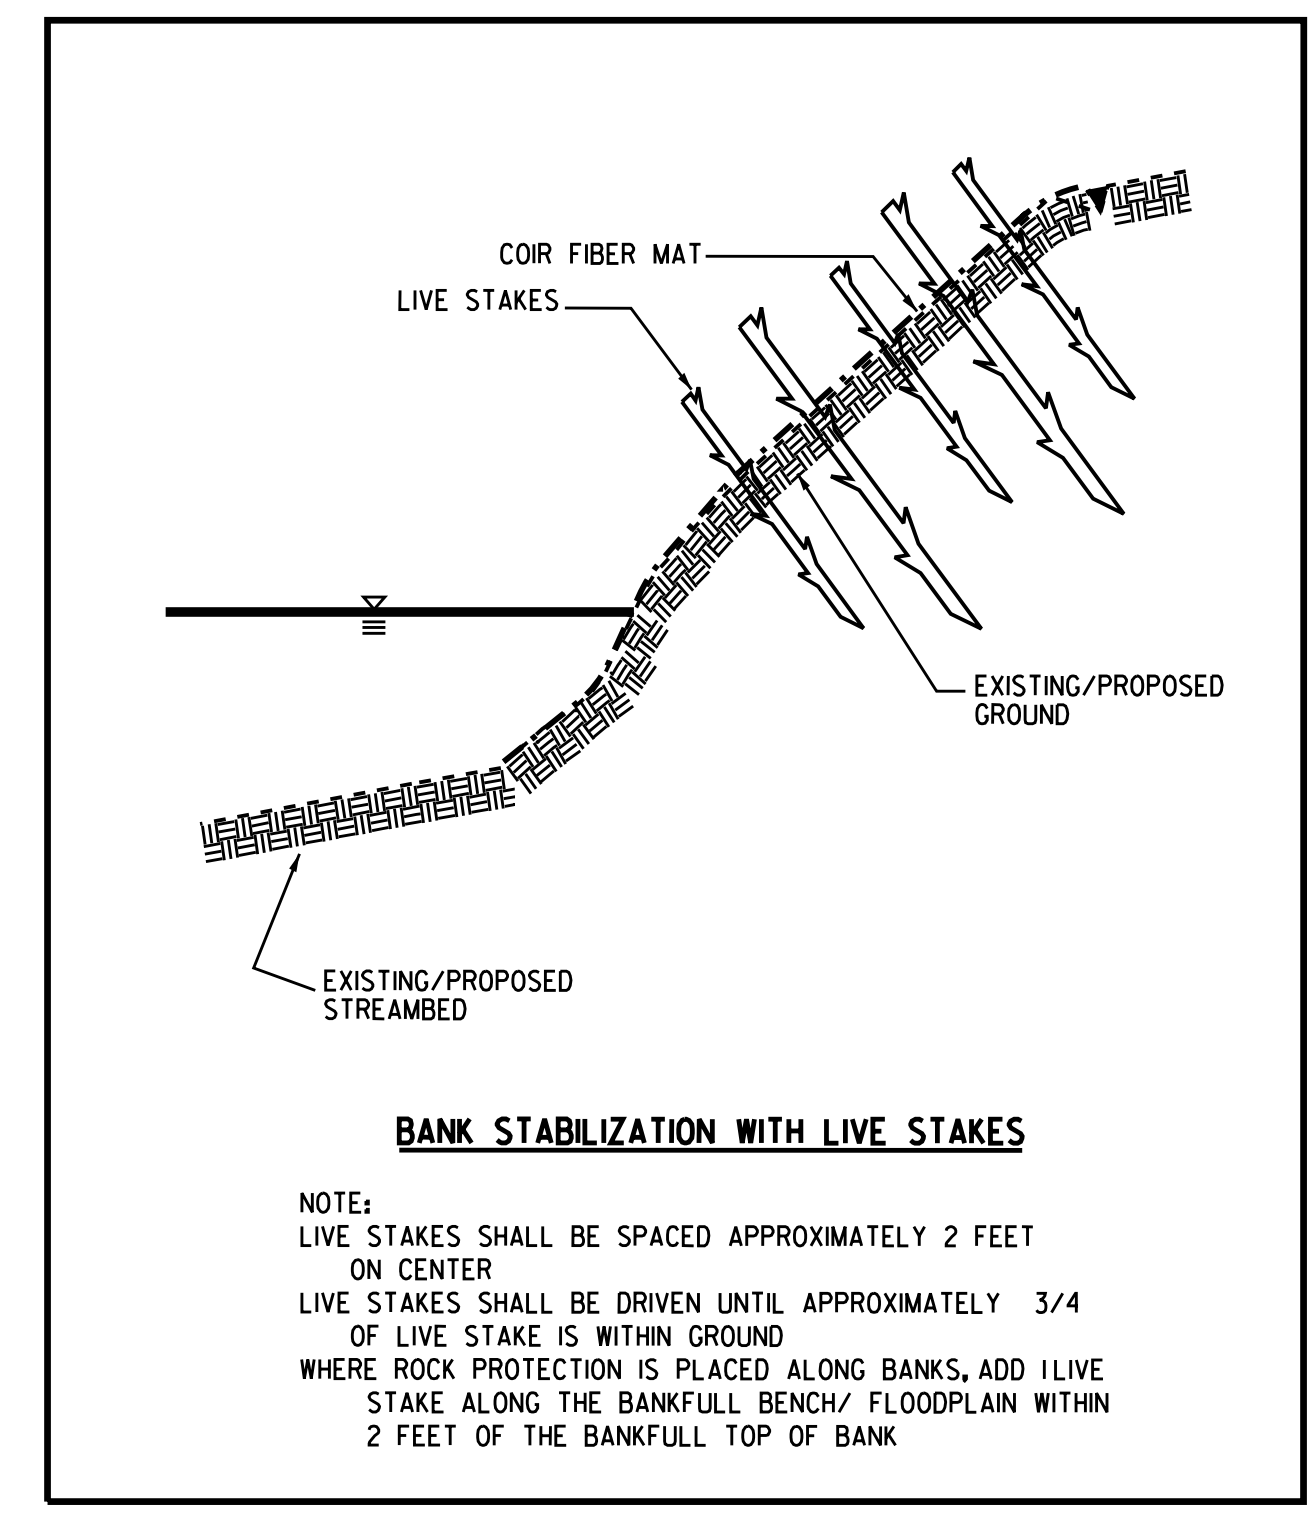 COIR FIBER MAT
LIVE STAKES
EXISTING/PROPOSED
GROUND
EXISTING/PROPOSED
STREAMBED
BANK STABILIZATION WITH LIVE STAKES
NOTE:
LIVE STAKES SHALL BE SPACED APPROXIMATELY 2 FEET
ON CENTER
LIVE STAKES SHALL BE DRIVEN UNTIL APPROXIMATELY 3/4
OF LIVE STAKE IS WITHIN GROUND
WHERE ROCK PROTECTION IS PLACED ALONG BANKS, ADD 1 LIVE
STAKE ALONG THE BANKFULL BENCH/ FLOODPLAIN WITHIN
2 FEET OF THE BANKFULL TOP OF BANK